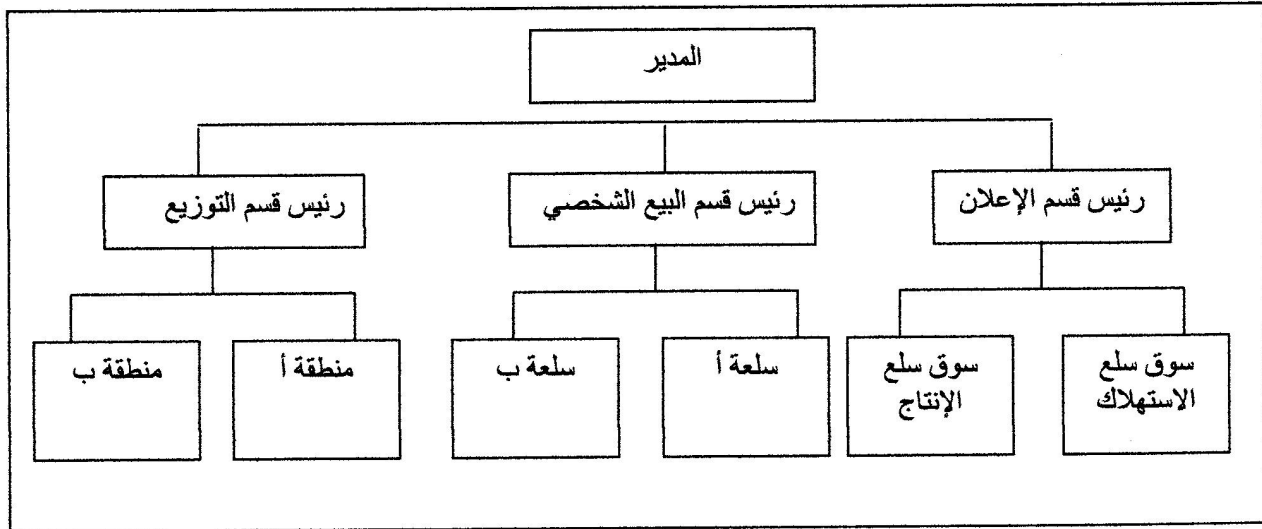 المدير
رئيس قسم الإعلان
رئيس قسم البيع الشخصي
رئيس قسم التوزيع
سوق سلع
الاستهلاك
سوق سلع
الإنتاج
سلعة أ
سلعة ب
منطقة أ
منطقة ب